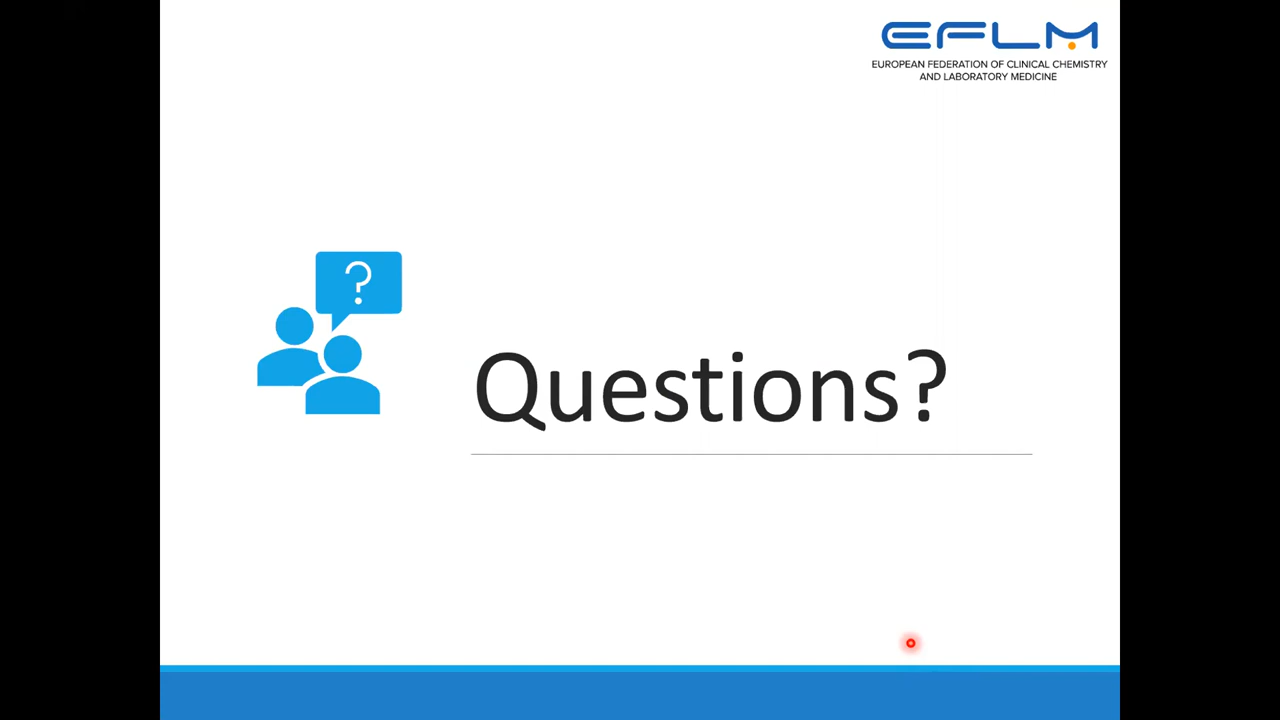 EFLM
EUROPEAN FEDERATION OF CLINICAL CHEMISTRY
AND LABORATORY MEDICINE
?
Questions?